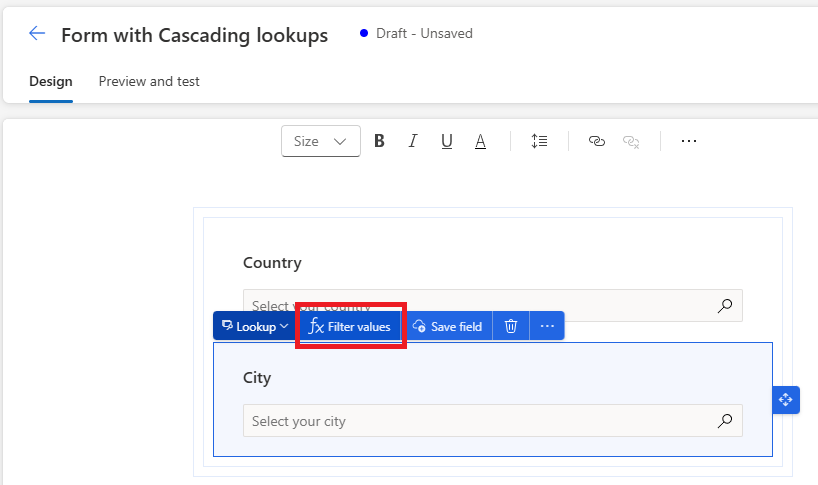 Form with Cascading lookups
Draft - Unsaved
Design
Preview and test
Size
B I U A
Country
Select your country
Lookup
fx Filter values
Save field
City
Select your city